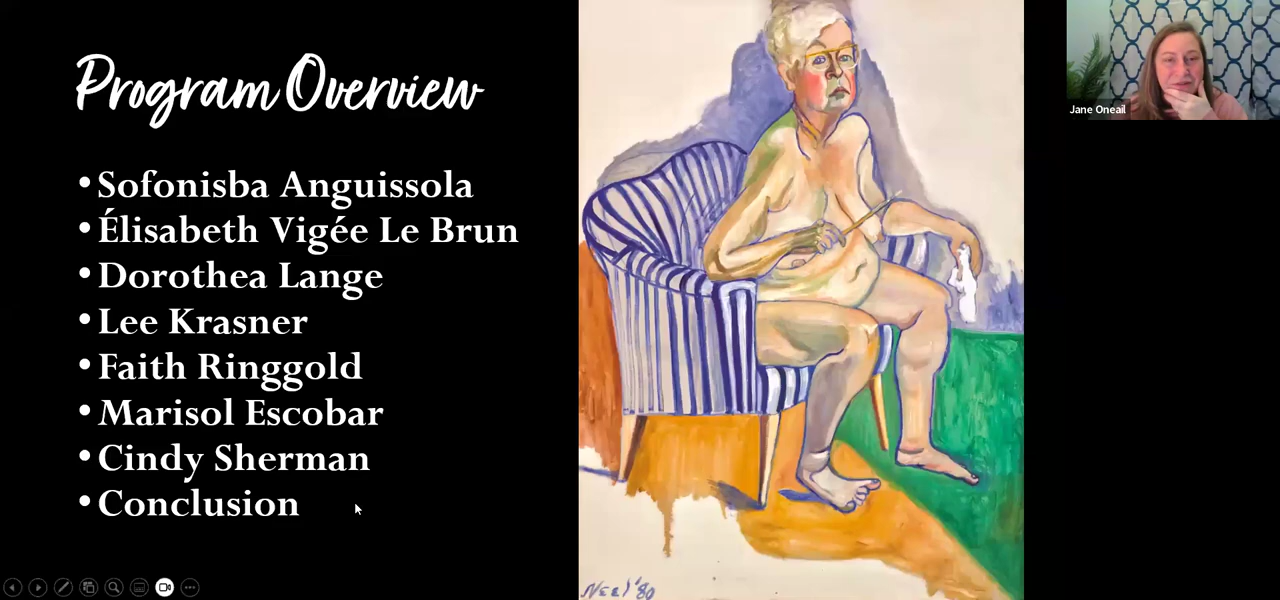 Program Overview
• Sofonisba Anguissola
• Élisabeth Vigée Le Brun
• Dorothea Lange
• Lee Krasner
• Faith Ringgold
• Marisol Escobar
• Cindy Sherman
• Conclusion
Neel '80
Jane Oneail